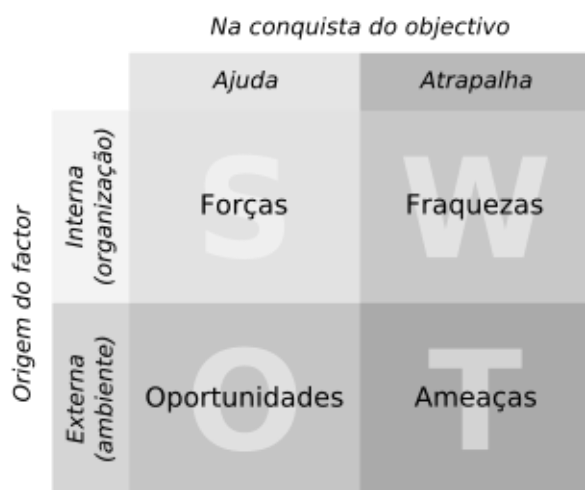 Na conquista do objectivo
Ajuda
Atrapalha
Origem do factor
Interna
(organização)
S
Forças
W
Fraquezas
Externa
(ambiente)
O
Oportunidades
T
Ameaças